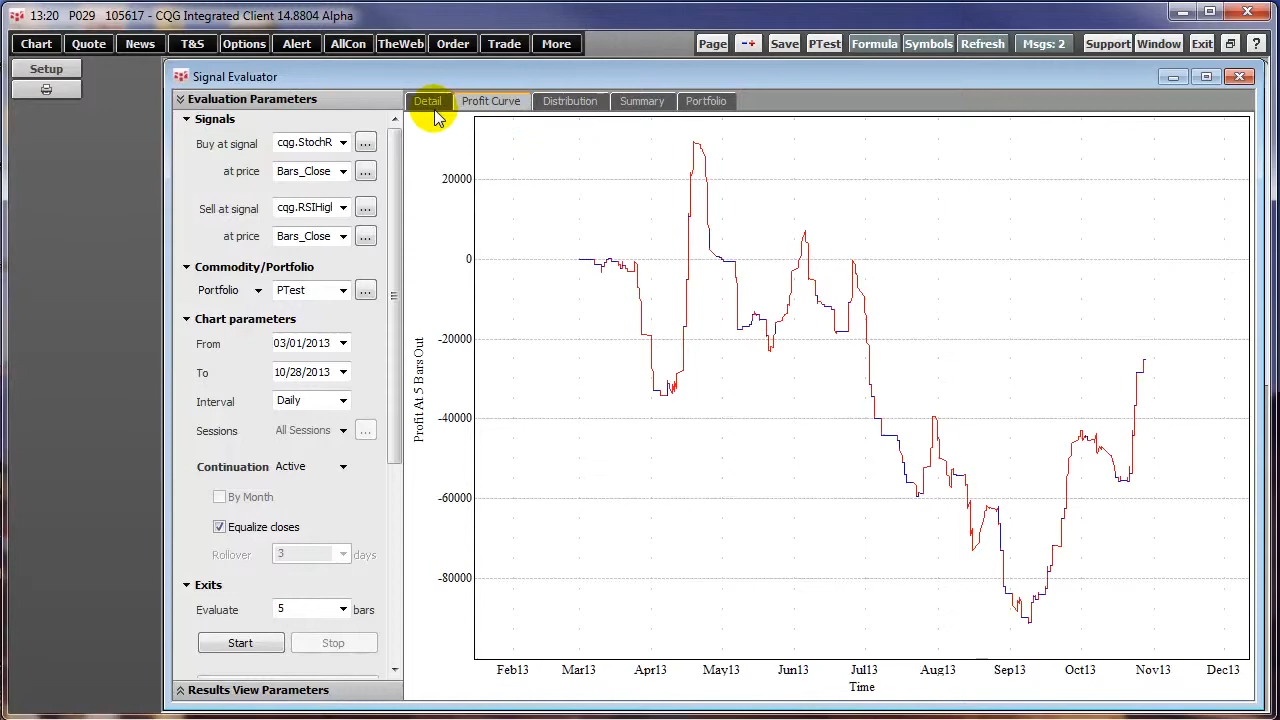 13:20 P029 105617 - CQG Integrated Client 14.8804 Alpha
Chart Quote News T&S Options Alert AllCon TheWeb Order Trade More Page -+ Save PTest Formula Symbols Refresh Msgs: 2 Support Window Exit ?
Setup
Signal Evaluator
Evaluation Parameters
Detail Profit Curve Distribution Summary Portfolio
Signals
Buy at signal cqg.StochR ...
at price Bars_Close ...
Sell at signal cqg.RSIHigl ...
at price Bars_Close ...
Commodity/Portfolio
Portfolio PTest ...
Chart parameters
From 03/01/2013
To 10/28/2013
Interval Daily
Sessions All Sessions ...
Continuation Active
By Month
Equalize closes
Rollover 3 days
Exits
Evaluate 5 bars
Start Stop
Results View Parameters
20000
0
-20000
-40000
-60000
-80000
Profit At 5 Bars Out
Feb13 Mar13 Apr13 May13 Jun13 Jul13 Aug13 Sep13 Oct13 Nov13 Dec13
Time